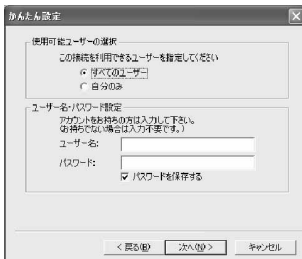 かんたん設定
使用可能ユーザーの選択
この接続を利用できるユーザーを指定してください
すべてのユーザー
自分のみ
ユーザー名・パスワード設定
アカウントをお持ちの方は入力して下さい。
(お持ちでない場合は入力不要です。)
ユーザー名:
パスワード:
パスワードを保存する
< 戻る(B)
次へ(N) >
キャンセル